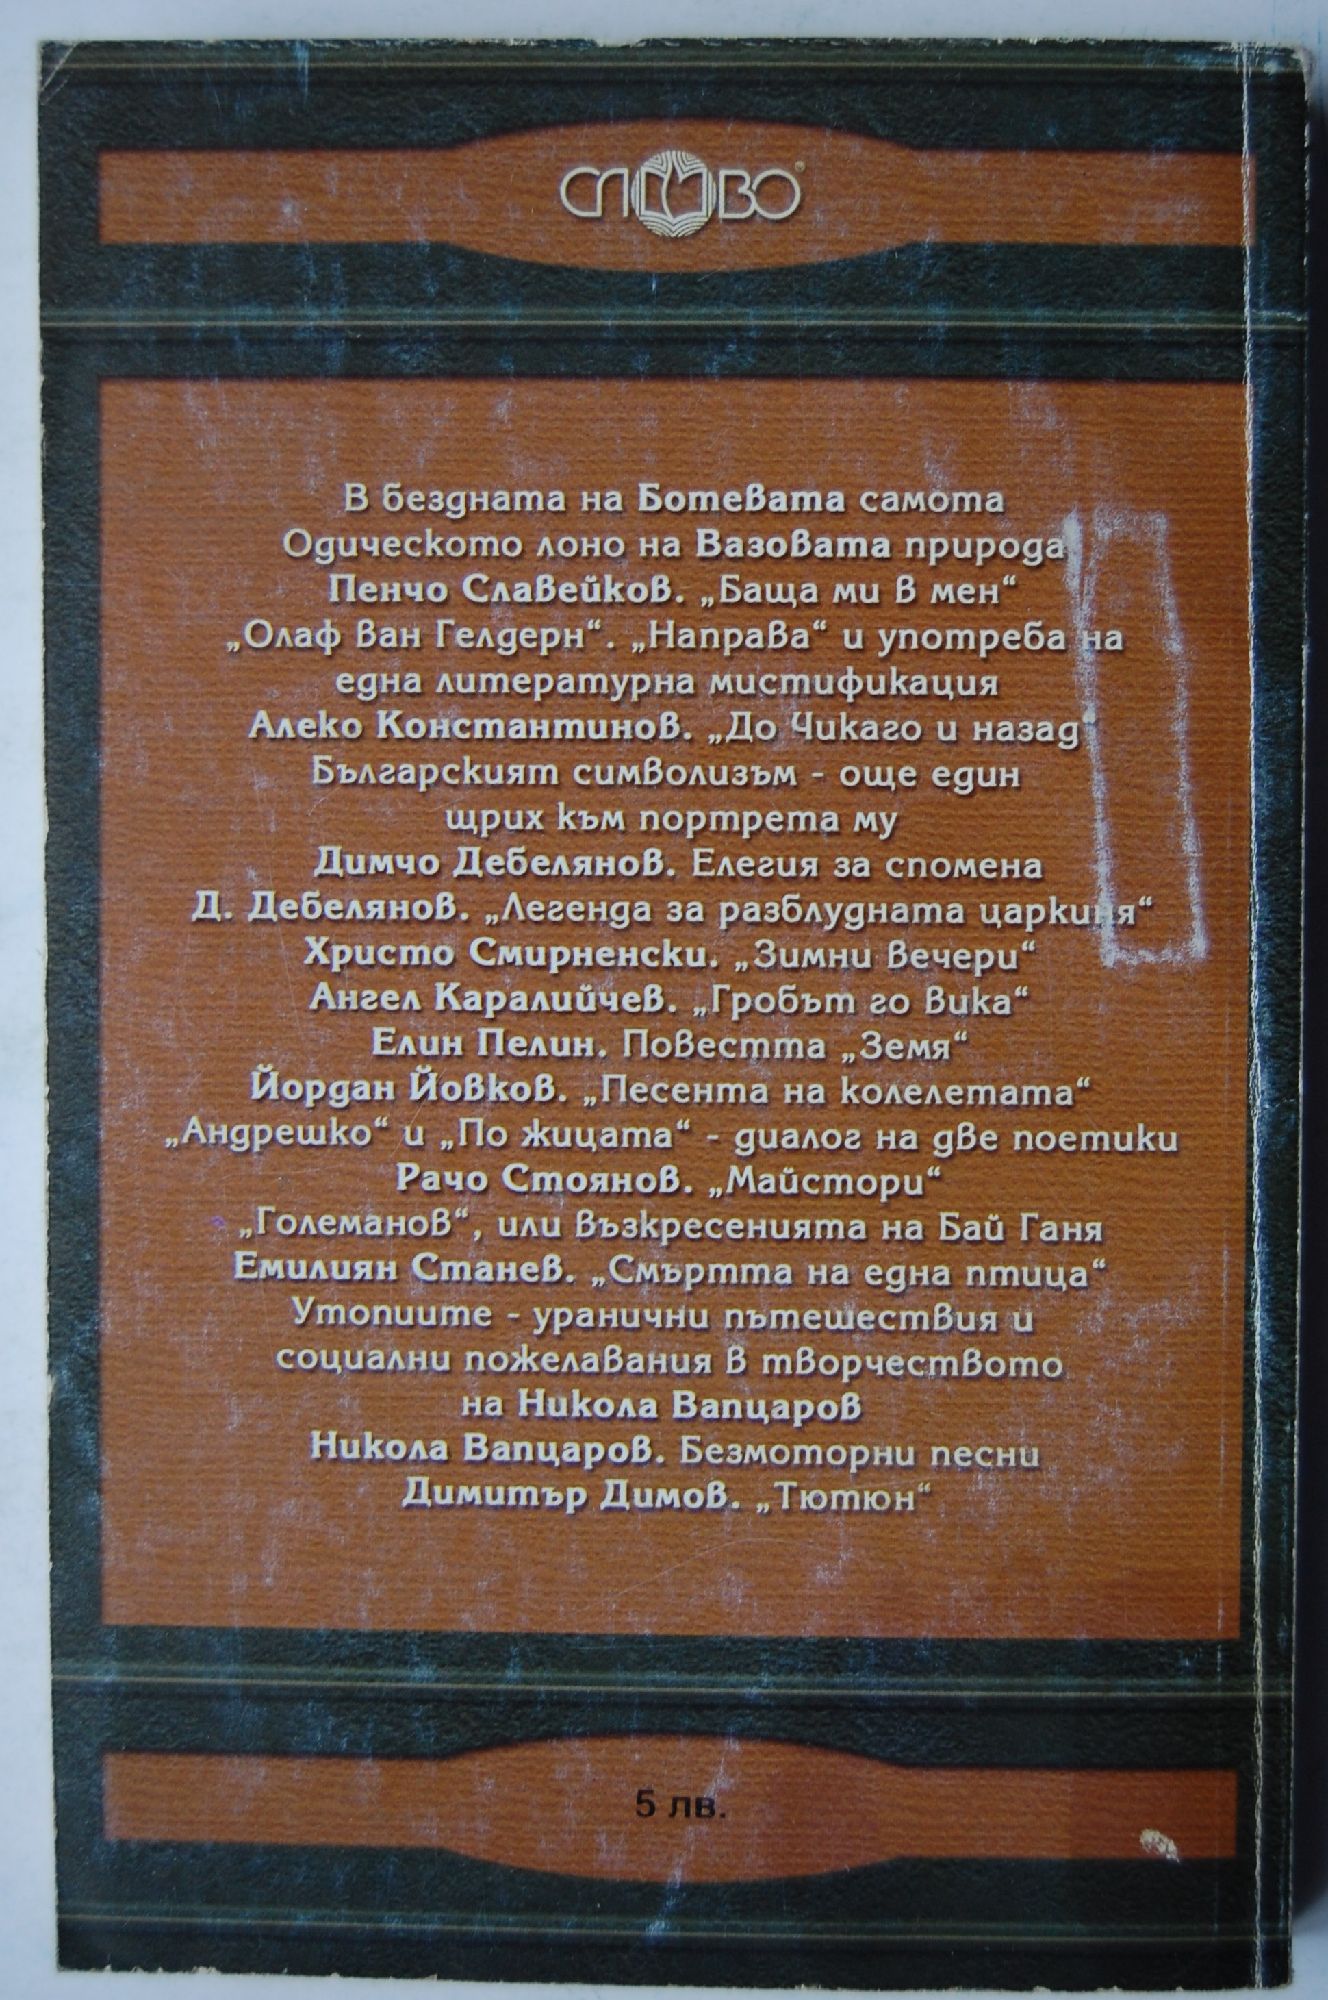 СЛОВО®
В бездната на Ботевата самота
Одическото лоно на Вазовата природа
Пенчо Славейков. „Баща ми в мен“
„Олаф ван Гелдерн“. „Направа“ и употреба на
една литературна мистификация
Алеко Константинов. „До Чикаго и назад“
Българският символизъм - още един
щрих към портрета му
Димчо Дебелянов. Елегия за спомена
Д. Дебелянов. „Легенда за разблудната царкиня“
Христо Смирненски. „Зимни вечери“
Ангел Каралийчев. „Гробът го вика“
Елин Пелин. Повестта „Земя“
Йордан Йовков. „Песента на колелетата“
„Андрешко“ и „По жицата“ - диалог на две поетики
Рачо Стоянов. „Майстори“
„Големанов“, или възкресенията на Бай Ганя
Емилиян Станев. „Смъртта на една птица“
Утопиите - уранични пътешествия и
социални пожелавания в творчеството
на Никола Вапцаров
Никола Вапцаров. Безмоторни песни
Димитър Димов. „Тютюн“
5 лв.